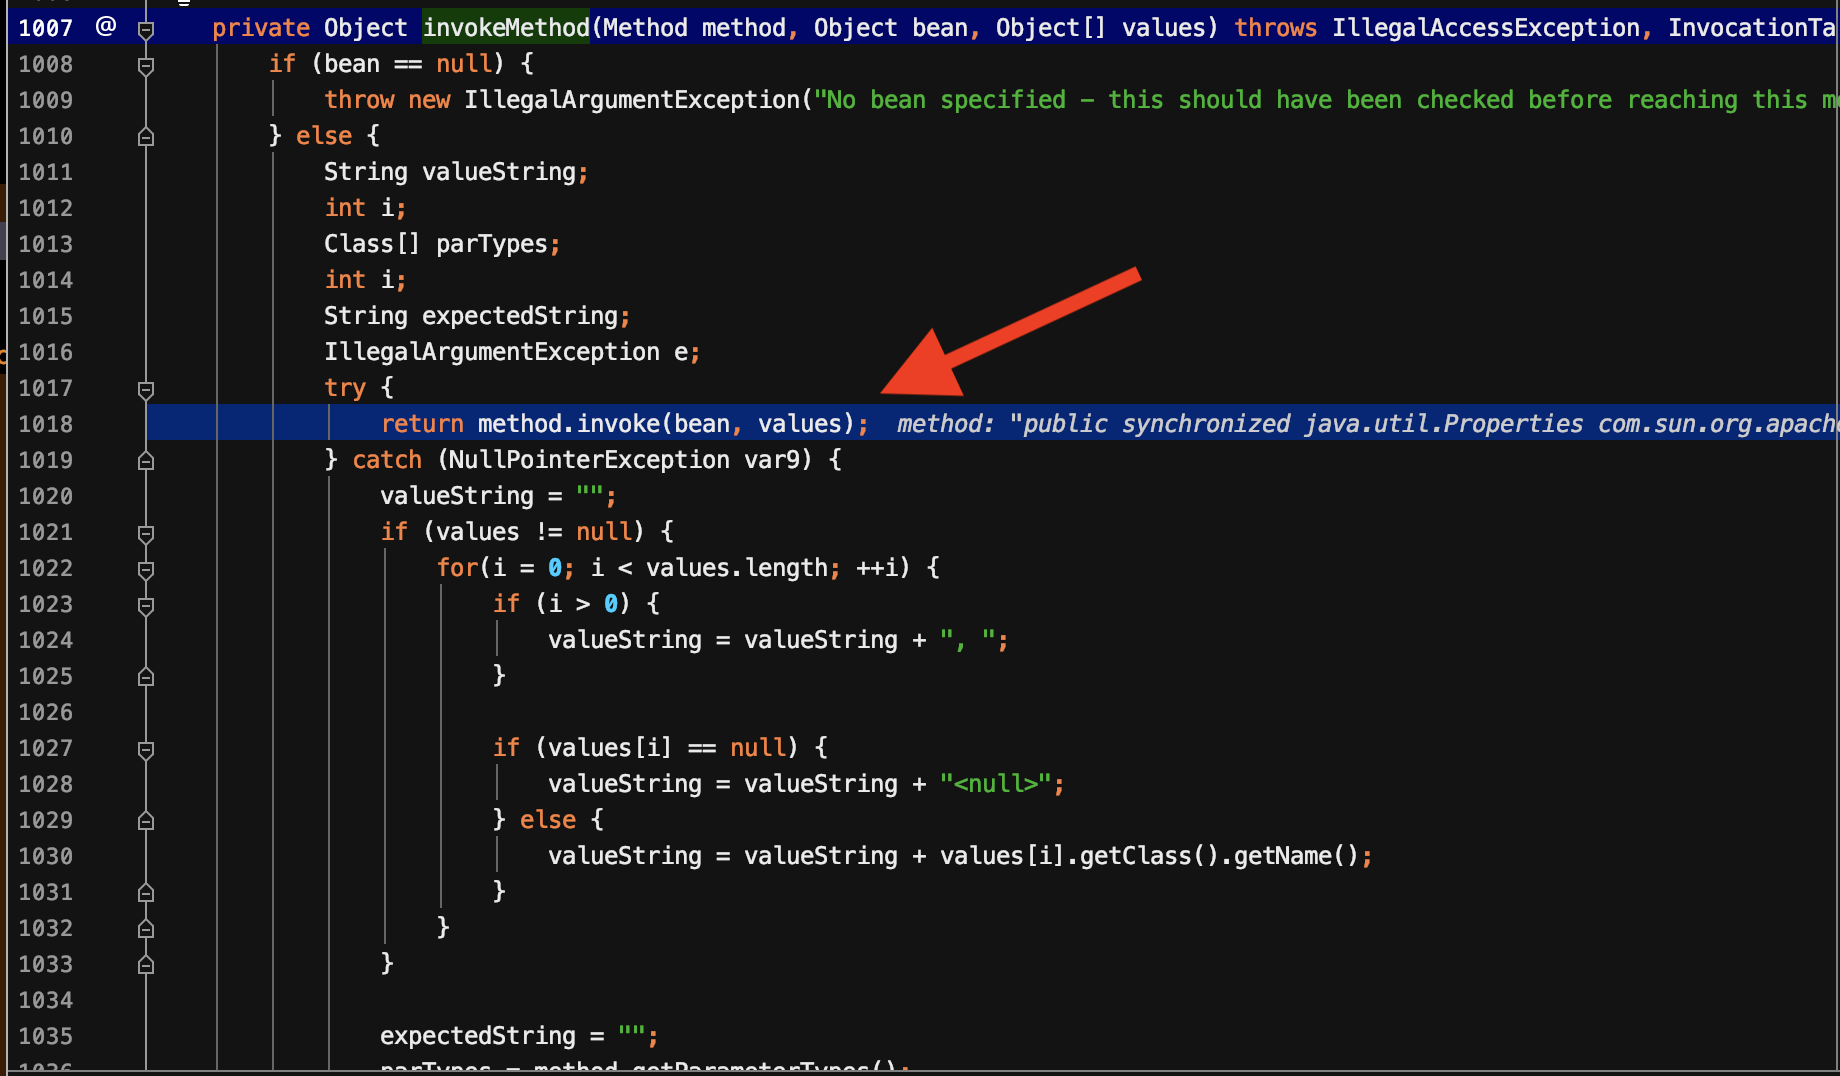 1007 @ private Object invokeMethod(Method method, Object bean, Object[] values) throws IllegalAccessException, InvocationTa
1008 if (bean == null) {
1009 throw new IllegalArgumentException("No bean specified – this should have been checked before reaching this m
1010 } else {
1011 String valueString;
1012 int i;
1013 Class[] parTypes;
1014 int i;
1015 String expectedString;
1016 IllegalArgumentException e;
1017 try {
1018 return method.invoke(bean, values); method: "public synchronized java.util.Properties com.sun.org.apach
1019 } catch (NullPointerException var9) {
1020 valueString = "";
1021 if (values != null) {
1022 for(i = 0; i < values.length; ++i) {
1023 if (i > 0) {
1024 valueString = valueString + ", ";
1025 }
1026
1027 if (values[i] == null) {
1028 valueString = valueString + "<null>";
1029 } else {
1030 valueString = valueString + values[i].getClass().getName();
1031 }
1032 }
1033 }
1034
1035 expectedString = "";
1036 parTypes = method.getParameterTypes();